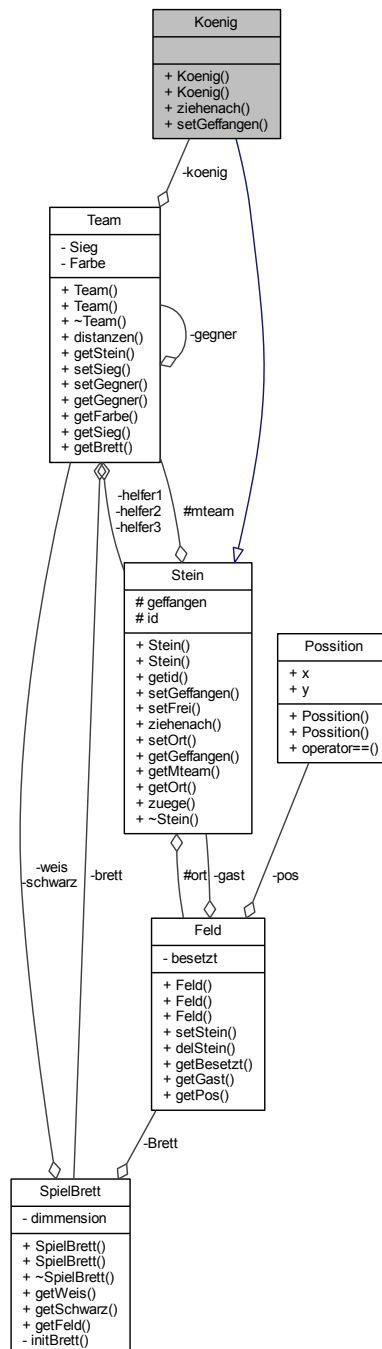 Koenig
+ Koenig()
+ Koenig()
+ ziehenach()
+ setGeffangen()
-koenig
Team
- Sieg
- Farbe
+ Team()
+ Team()
+ ~Team()
+ distanzen()
+ getStein()
+ setSieg()
+ setGegner()
+ getGegner()
+ getFarbe()
+ getSieg()
+ getBrett()
-gegner
-helfer1
-helfer2
-helfer3
#mteam
Stein
# geffangen
# id
+ Stein()
+ Stein()
+ getid()
+ setGeffangen()
+ setFrei()
+ ziehenach()
+ setOrt()
+ getGeffangen()
+ getMteam()
+ getOrt()
+ zuege()
+ ~Stein()
Possition
+ x
+ y
+ Possition()
+ Possition()
+ operator==()
-weis
-schwarz
-brett
#ort
-gast
-pos
Feld
- besetzt
+ Feld()
+ Feld()
+ Feld()
+ setStein()
+ delStein()
+ getBesetzt()
+ getGast()
+ getPos()
-Brett
SpielBrett
- dimmension
+ SpielBrett()
+ SpielBrett()
+ ~SpielBrett()
+ getWeis()
+ getSchwarz()
+ getFeld()
- initBrett()